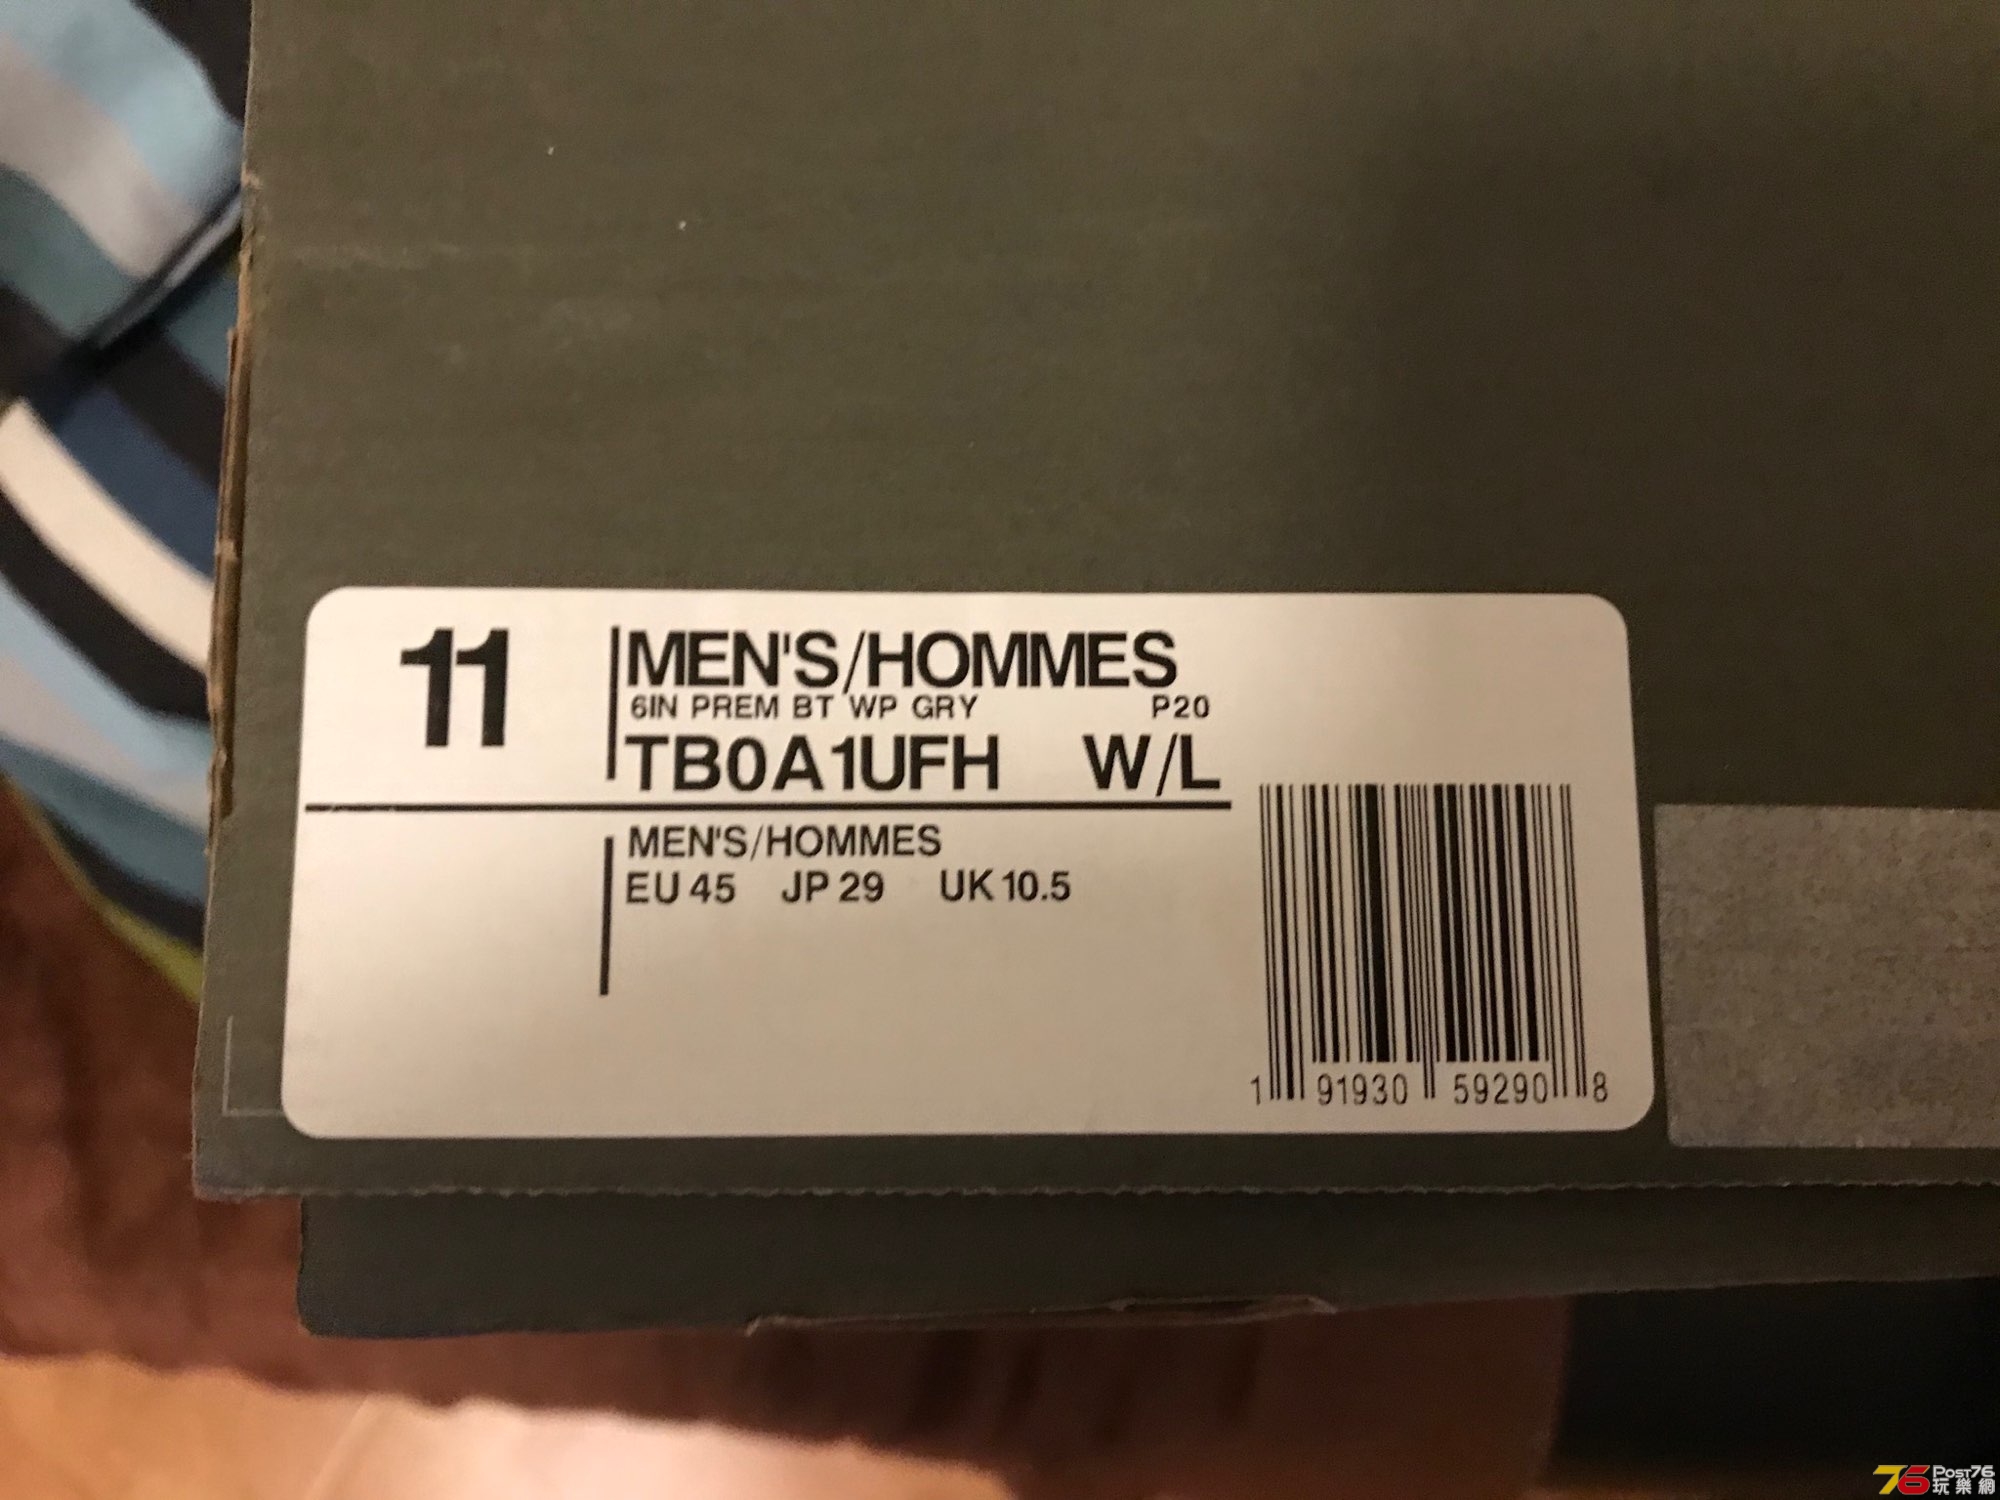 11
MEN'S/HOMMES
6IN PREM BT WP GRY P20
TB0A1UFH W/L
MEN'S/HOMMES
EU 45 JP 29 UK 10.5
1 91930 59290 8
76 Post76
玩樂網